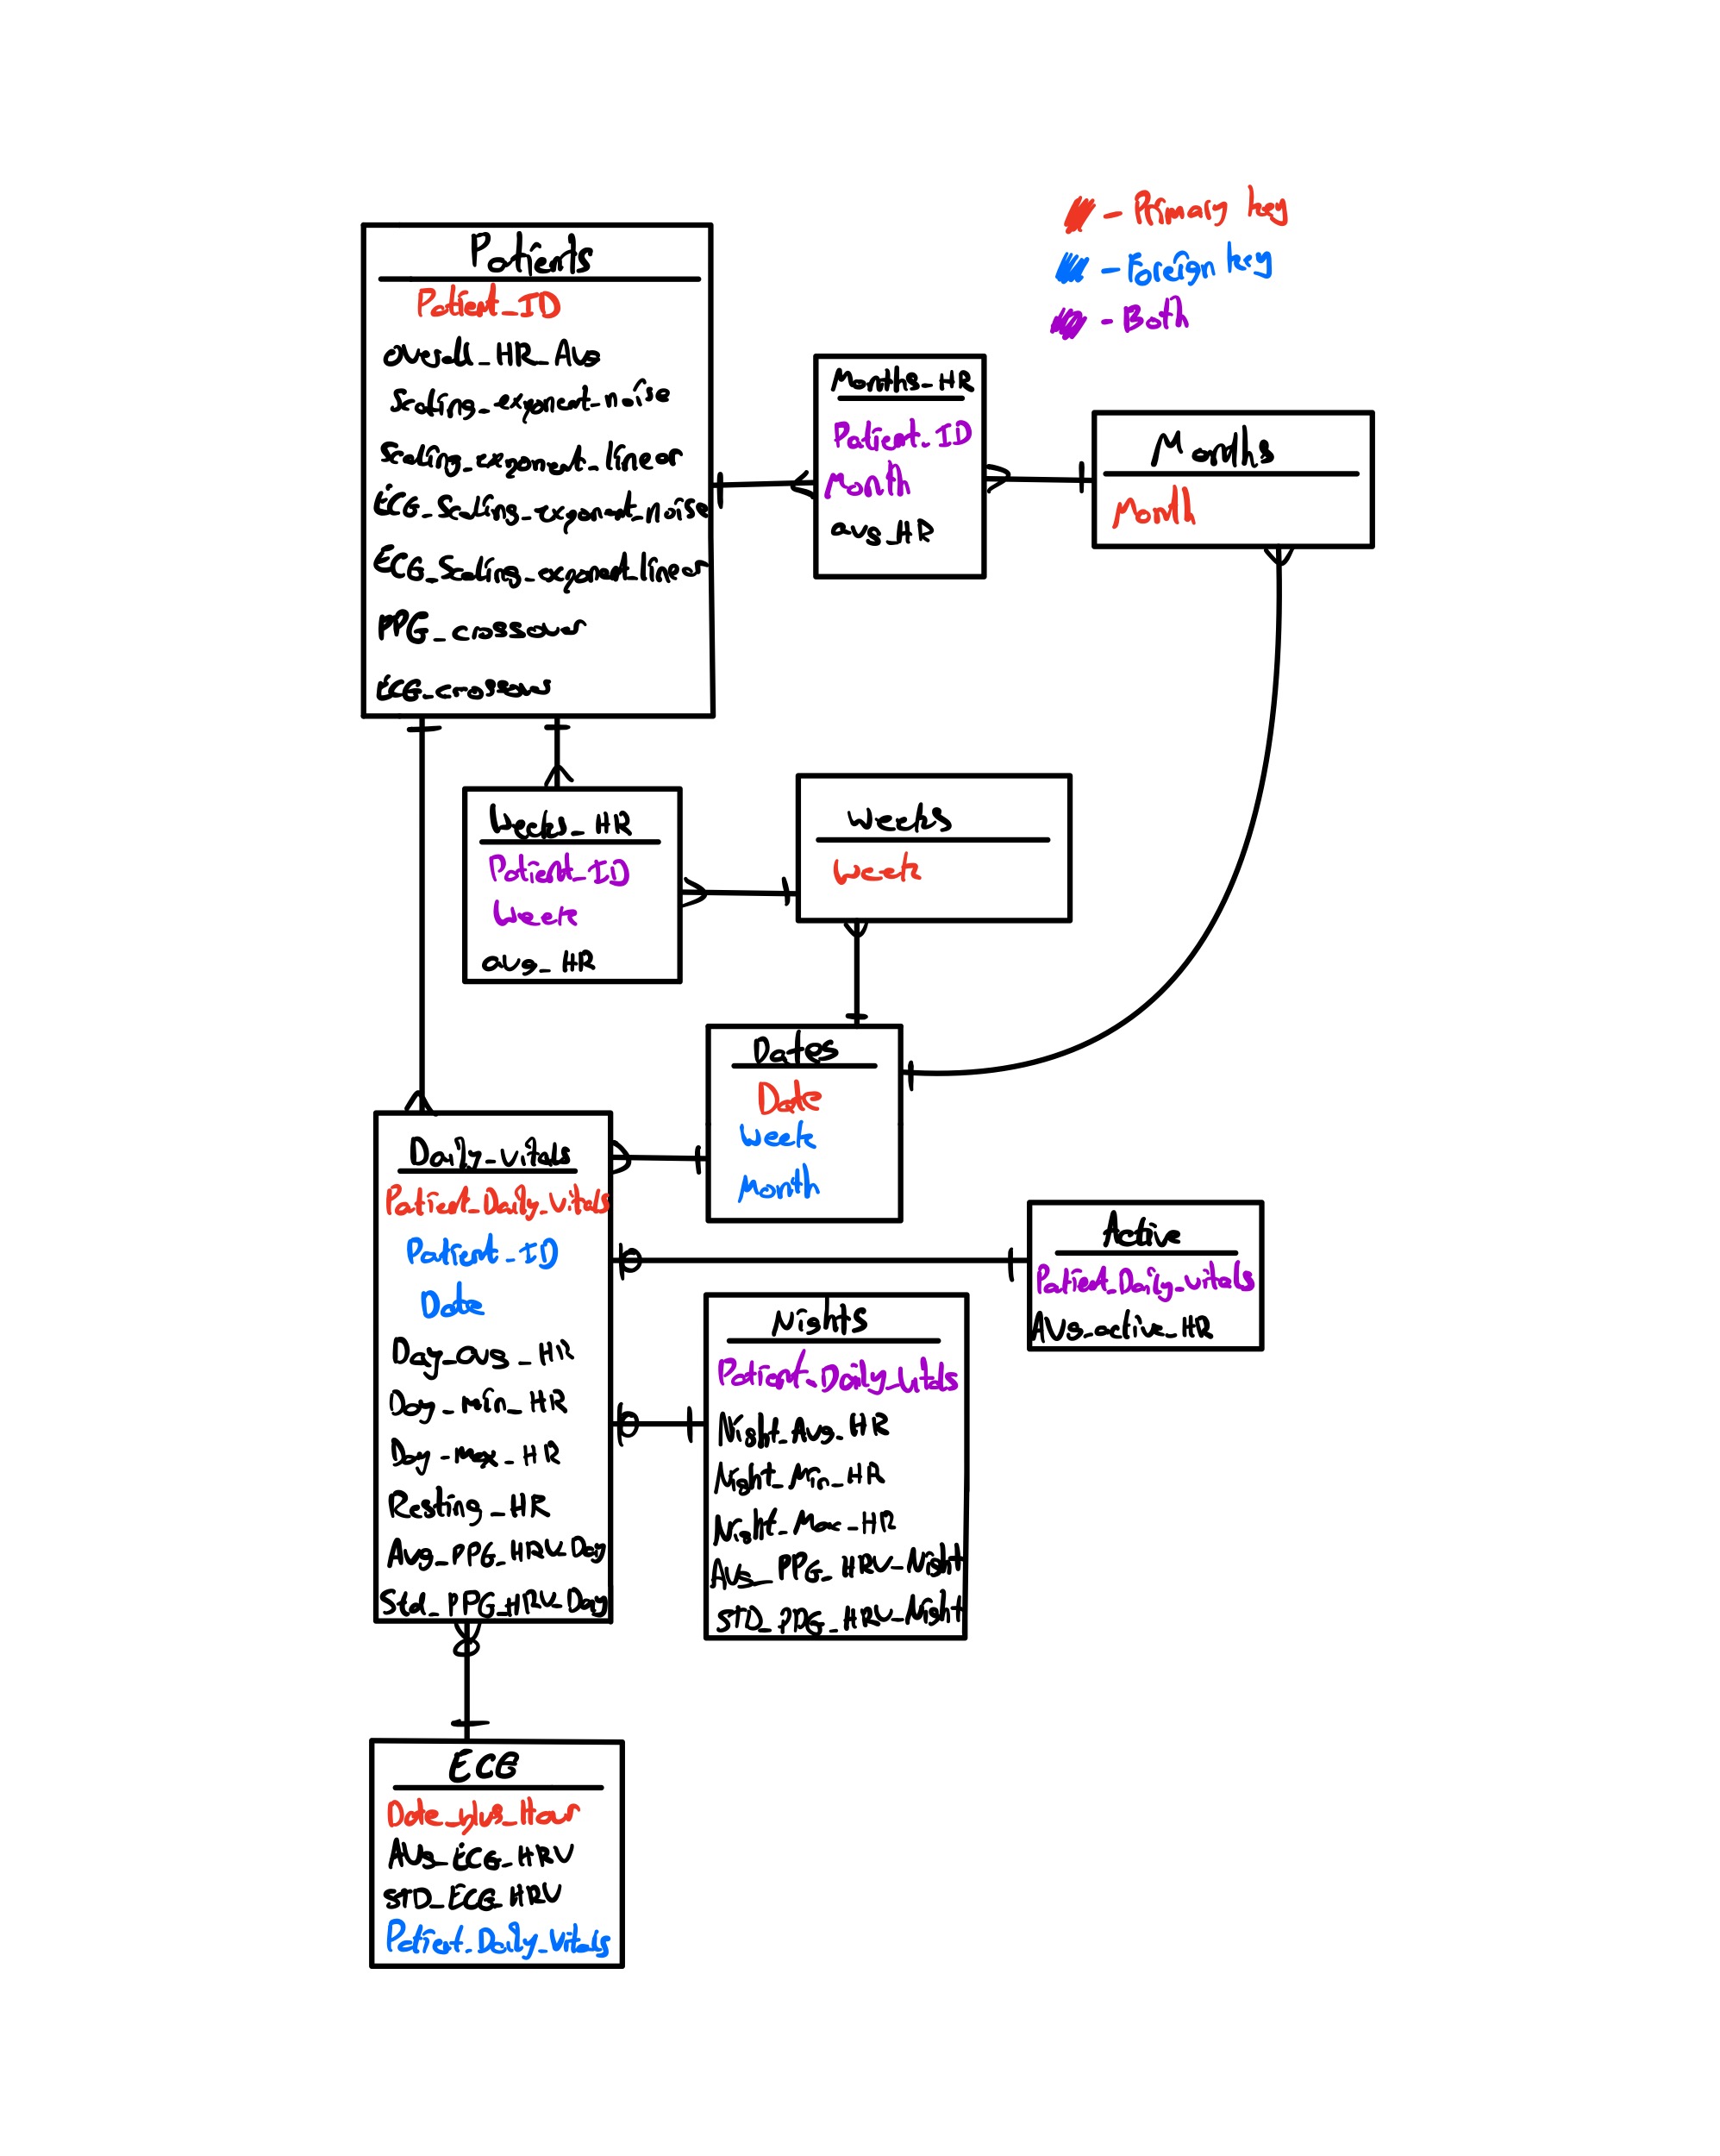 - Primary key
- Foreign key
- Both
Patients
Patient_ID
overall_HR_Avg
Scaling_exponent_noise
Scaling_exponent_linear
ECG_Scaling_exponent_noise
ECG_Scaling_exponent_linear
PPG_crossover
ECG_crossover
Months_HR
Patient_ID
Month
avg_HR
Months
Month
Weeks_HR
Patient_ID
Week
avg_HR
Weeks
Week
Dates
Date
Week
Month
Daily_vitals
Patient_Daily_Vitals
Patient_ID
Date
Day_avg_HR
Day_min_HR
Day_max_HR
Resting_HR
Avg_PPG_HRV_Day
Std_PPG_HRV_Day
Active
Patient_Daily_Vitals
Avg_active_HR
Nights
Patient_Daily_Vitals
Night_Avg_HR
Night_Min_HR
Night_Max_HR
Avg_PPG_HRV_Night
STD_PPG_HRV_Night
ECG
Date_plus_Hour
AVg_ECG_HRV
STD_ECG_HRV
Patient_Daily_Vitals